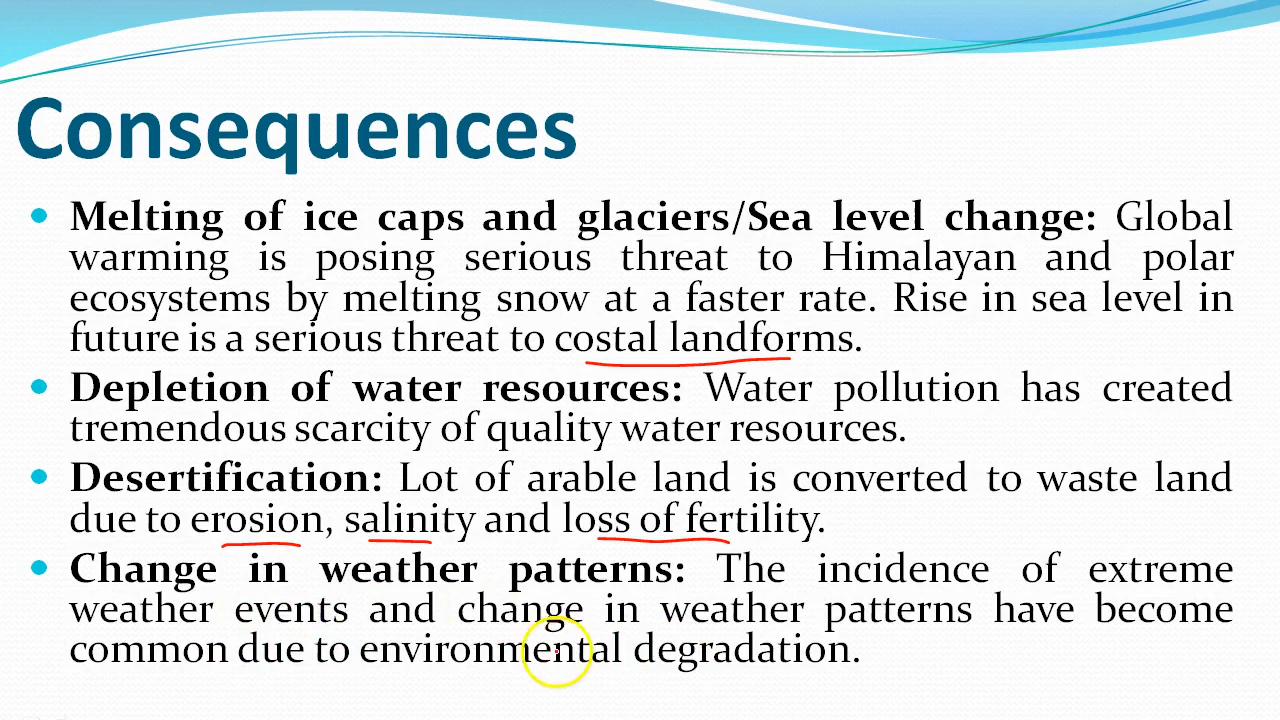 Consequences
• Melting of ice caps and glaciers/Sea level change: Global
warming is posing serious threat to Himalayan and polar
ecosystems by melting snow at a faster rate. Rise in sea level in
future is a serious threat to costal landforms.
• Depletion of water resources: Water pollution has created
tremendous scarcity of quality water resources.
• Desertification: Lot of arable land is converted to waste land
due to erosion, salinity and loss of fertility.
• Change in weather patterns: The incidence of extreme
weather events and change in weather patterns have become
common due to environmental degradation.